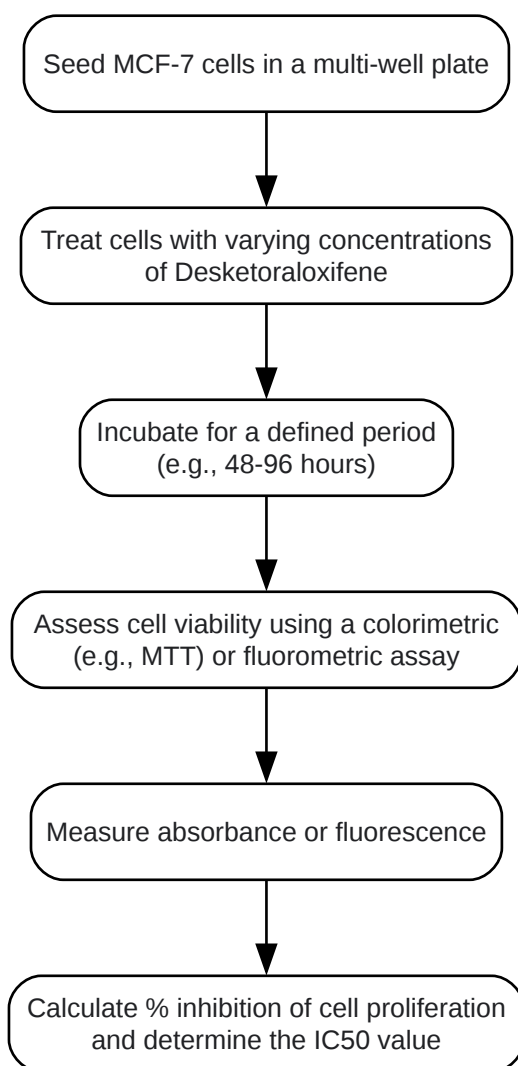 Seed MCF-7 cells in a multi-well plate
Treat cells with varying concentrations
of Desketoraloxifene
Incubate for a defined period
(e.g., 48-96 hours)
Assess cell viability using a colorimetric
(e.g., MTT) or fluorometric assay
Measure absorbance or fluorescence
Calculate % inhibition of cell proliferation
and determine the IC50 value